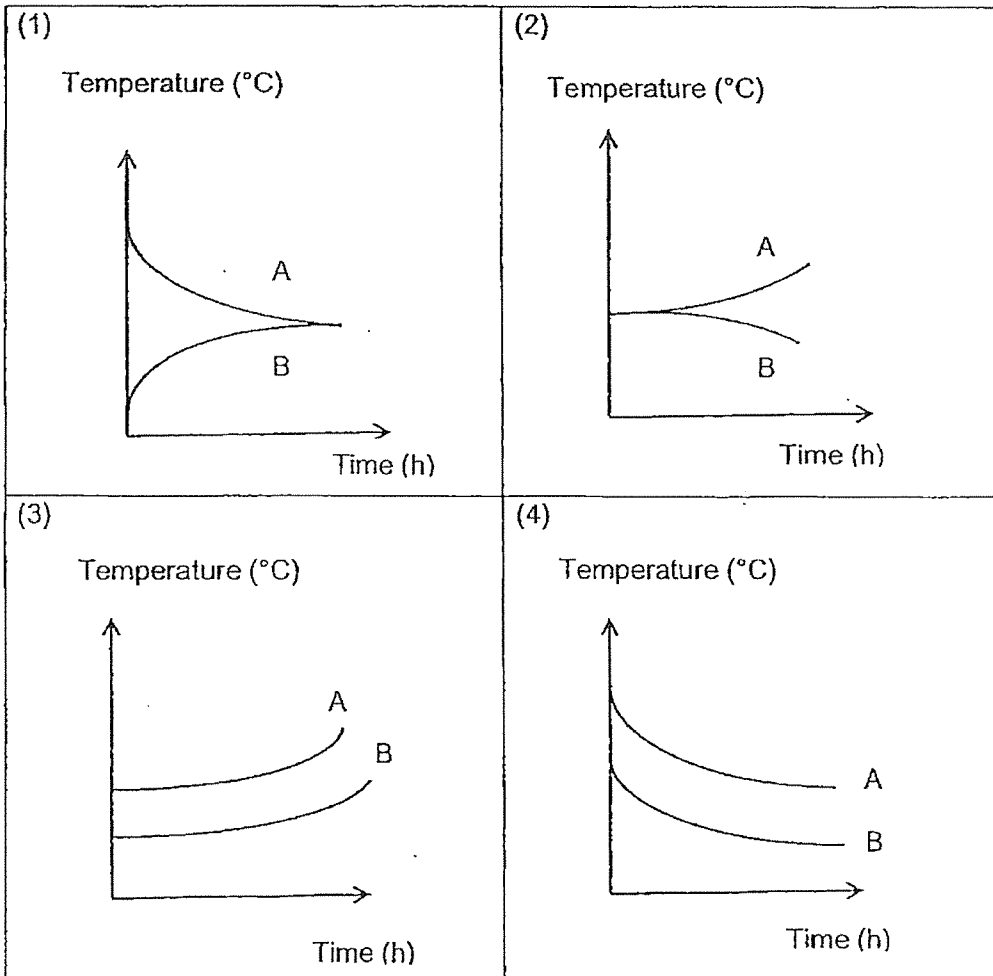 (1)
Temperature (°C)
A
B
Time (h)
(2)
Temperature (°C)
A
B
Time (h)
(3)
Temperature (°C)
A
B
Time (h)
(4)
Temperature (°C)
A
B
Time (h)